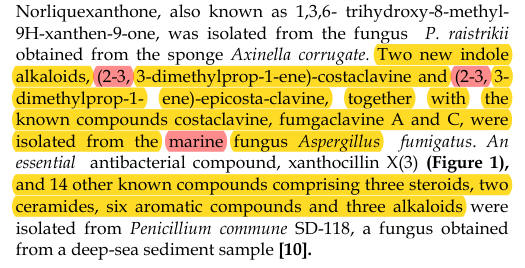 Norliquexanthone, also known as 1,3,6- trihydroxy-8-methyl-
9H-xanthen-9-one, was isolated from the fungus P. raistrikii
obtained from the sponge Axinella corrugate. Two new indole
alkaloids, (2-3, 3-dimethylprop-1-ene)-costaclavine and (2-3, 3-
dimethylprop-1- ene)-epicosta-clavine, together with the
known compounds costaclavine, fumgaclavine A and C, were
isolated from the marine fungus Aspergillus fumigatus. An
essential antibacterial compound, xanthocillin X(3) (Figure 1),
and 14 other known compounds comprising three steroids, two
ceramides, six aromatic compounds and three alkaloids were
isolated from Penicillium commune SD-118, a fungus obtained
from a deep-sea sediment sample [10].